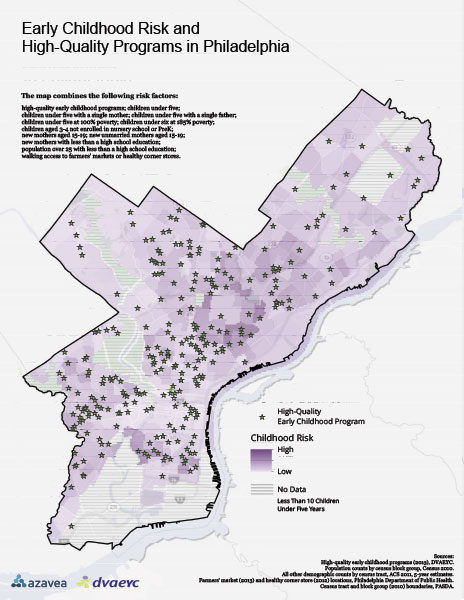 Early Childhood Risk and
High-Quality Programs in Philadelphia
The map combines the following risk factors:
high-quality early childhood programs; children under five;
children under five with a single mother; children under five with a single father;
children under five at 100% poverty; children under six at 185% poverty;
children aged 3-4 not enrolled in nursery school or PreK;
new mothers aged 15-19; new unmarried mothers aged 15-19;
new mothers with less than a high school education;
population over 25 with less than a high school education;
walking access to farmers' markets or healthy corner stores.
High-Quality
Early Childhood Program
Childhood Risk
High
Low
No Data
Less Than 10 Children
Under Five Years
Sources:
High-quality early childhood programs (2013), DVAEYC.
Population counts by census block group, Census 2010.
All other demographic counts by census tract, ACS 2011, 5-year estimates.
Farmers' market (2013) and healthy corner store (2012) locations, Philadelphia Department of Public Health.
Census tract and block group (2010) boundaries, PASDA.
azavea
dvaeyc